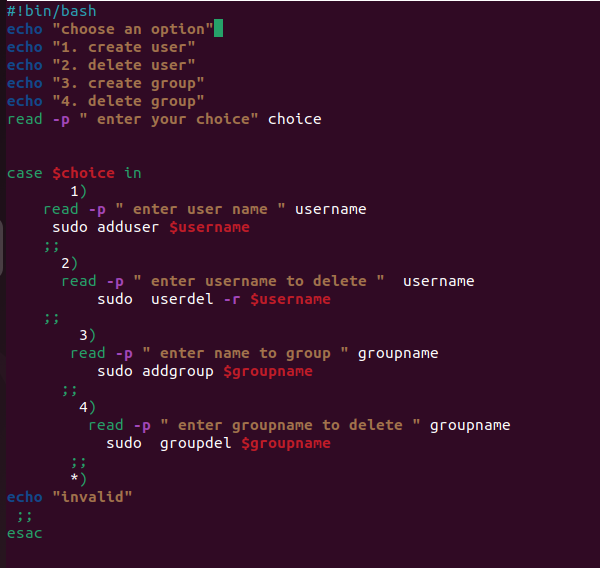 #!bin/bash
echo "choose an option"
echo "1. create user"
echo "2. delete user"
echo "3. create group"
echo "4. delete group"
read -p " enter your choice" choice
case $choice in
1)
read -p " enter user name " username
sudo adduser $username
;;
2)
read -p " enter username to delete "  username
sudo  userdel -r $username
;;
3)
read -p " enter name to group " groupname
sudo addgroup $groupname
;;
4)
read -p " enter groupname to delete " groupname
sudo  groupdel $groupname
;;
*)
echo "invalid"
;;
esac